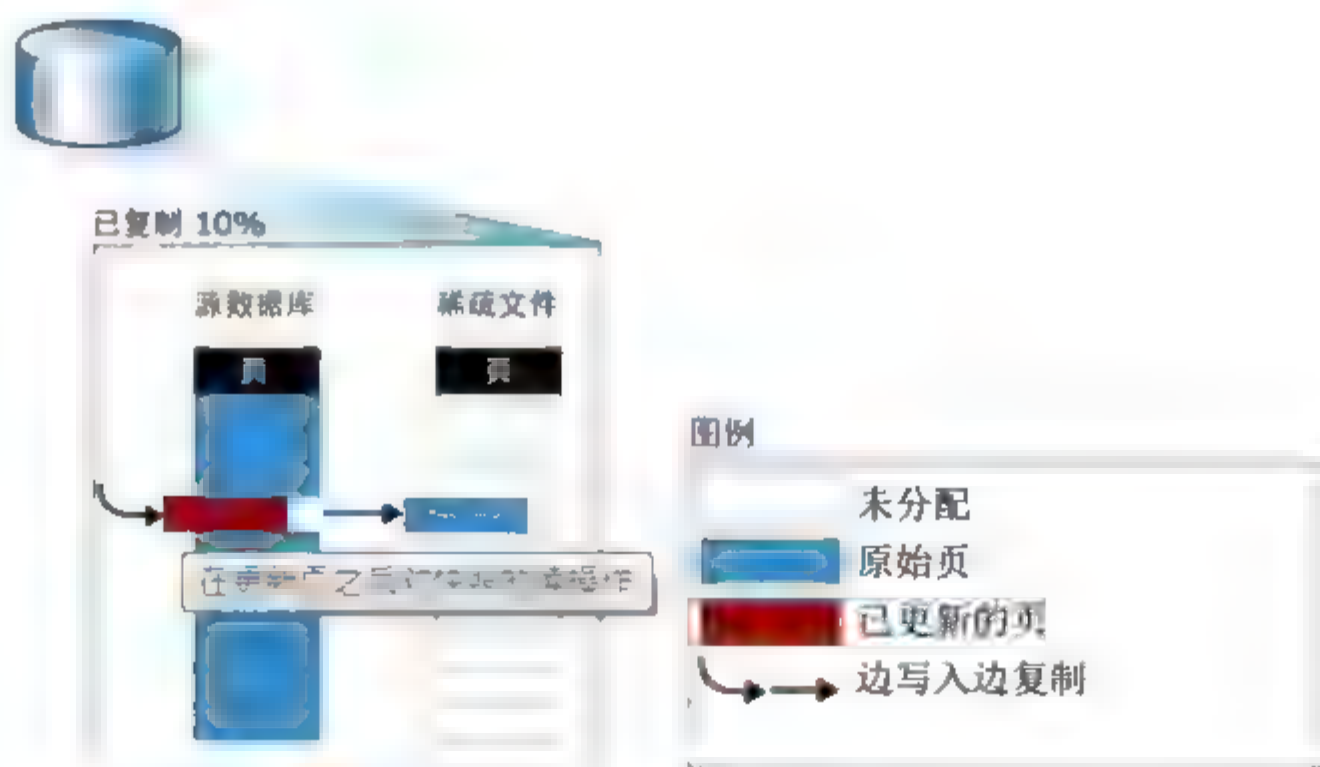 已复制 10%
源数据库 稀疏文件
页 页
图例
未分配
原始页
已更新的页
边写入边复制